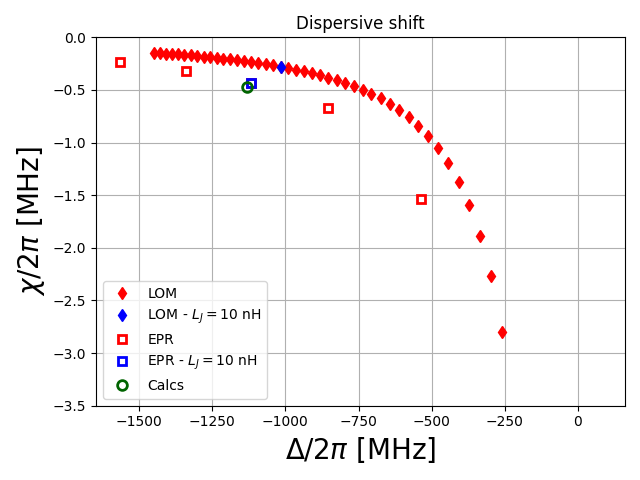 Dispersive shift
0.0
−0.5
−1.0
−1.5
−2.0
−2.5
−3.0
−3.5
χ/2π [MHz]
LOM
LOM - L_J = 10 nH
EPR
EPR - L_J = 10 nH
Calcs
−1500 −1250 −1000 −750 −500 −250 0
Δ/2π [MHz]